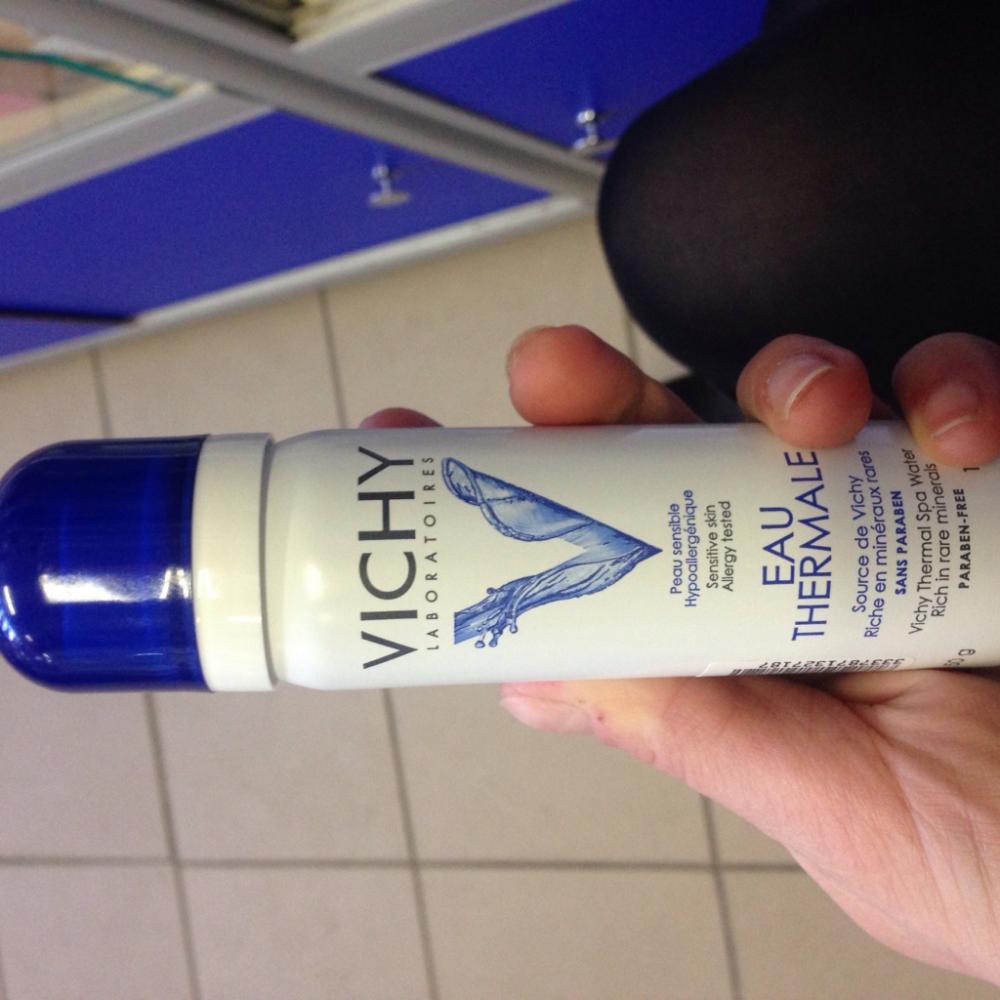 VICHY
LABORATOIRES
Peau sensible
Hypoallergénique
Sensitive skin
Allergy tested
EAU
THERMALE
Source de Vichy
Riche en minéraux rares
SANS PARABEN
Vichy Thermal Spa Water
Rich in rare minerals
PARABEN-FREE